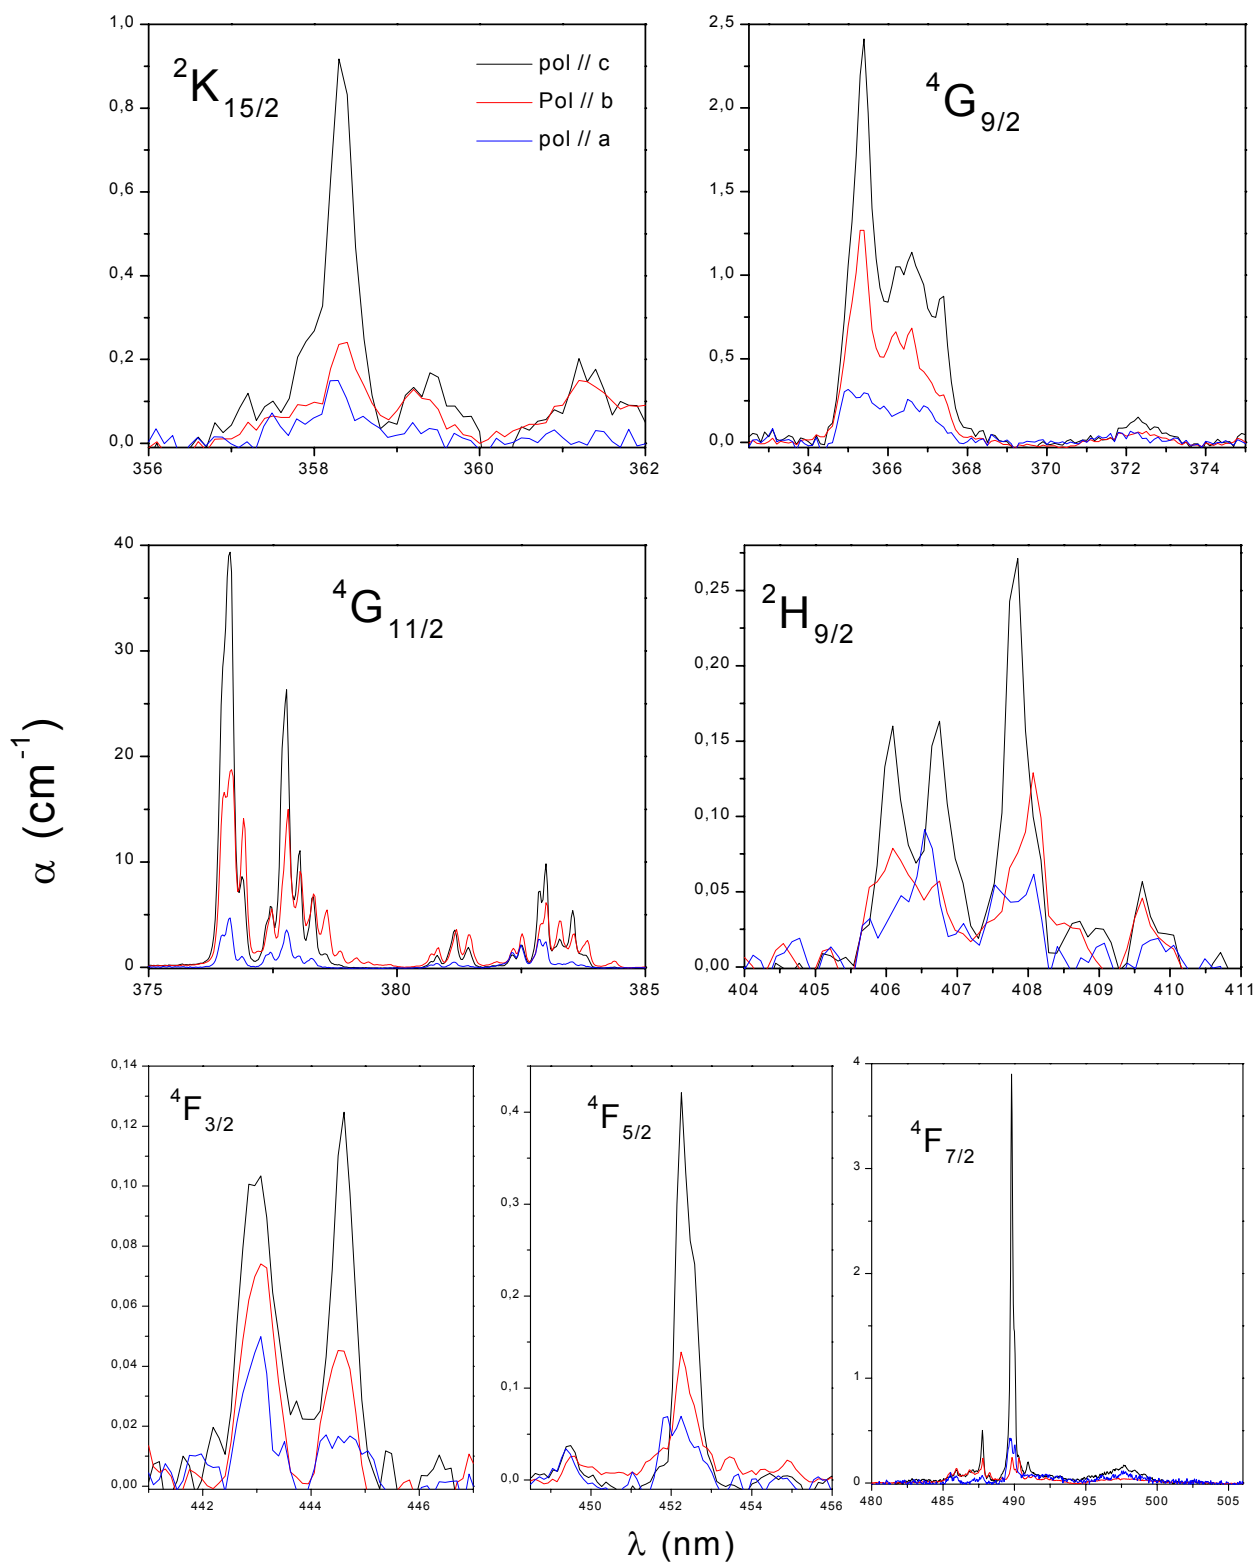 1,0
0,8
0,6
0,4
0,2
0,0
356 358 360 362
²K₁₅/₂
pol // c
Pol // b
pol // a
2,5
2,0
1,5
1,0
0,5
0,0
364 366 368 370 372 374
⁴G₉/₂
40
30
20
10
0
375 380 385
⁴G₁₁/₂
0,25
0,20
0,15
0,10
0,05
0,00
404 405 406 407 408 409 410 411
²H₉/₂
α (cm⁻¹)
0,14
0,12
0,10
0,08
0,06
0,04
0,02
0,00
442 444 446
⁴F₃/₂
0,4
0,3
0,2
0,1
0,0
450 452 454 456
⁴F₅/₂
4
3
2
1
0
480 485 490 495 500 505
⁴F₇/₂
λ (nm)